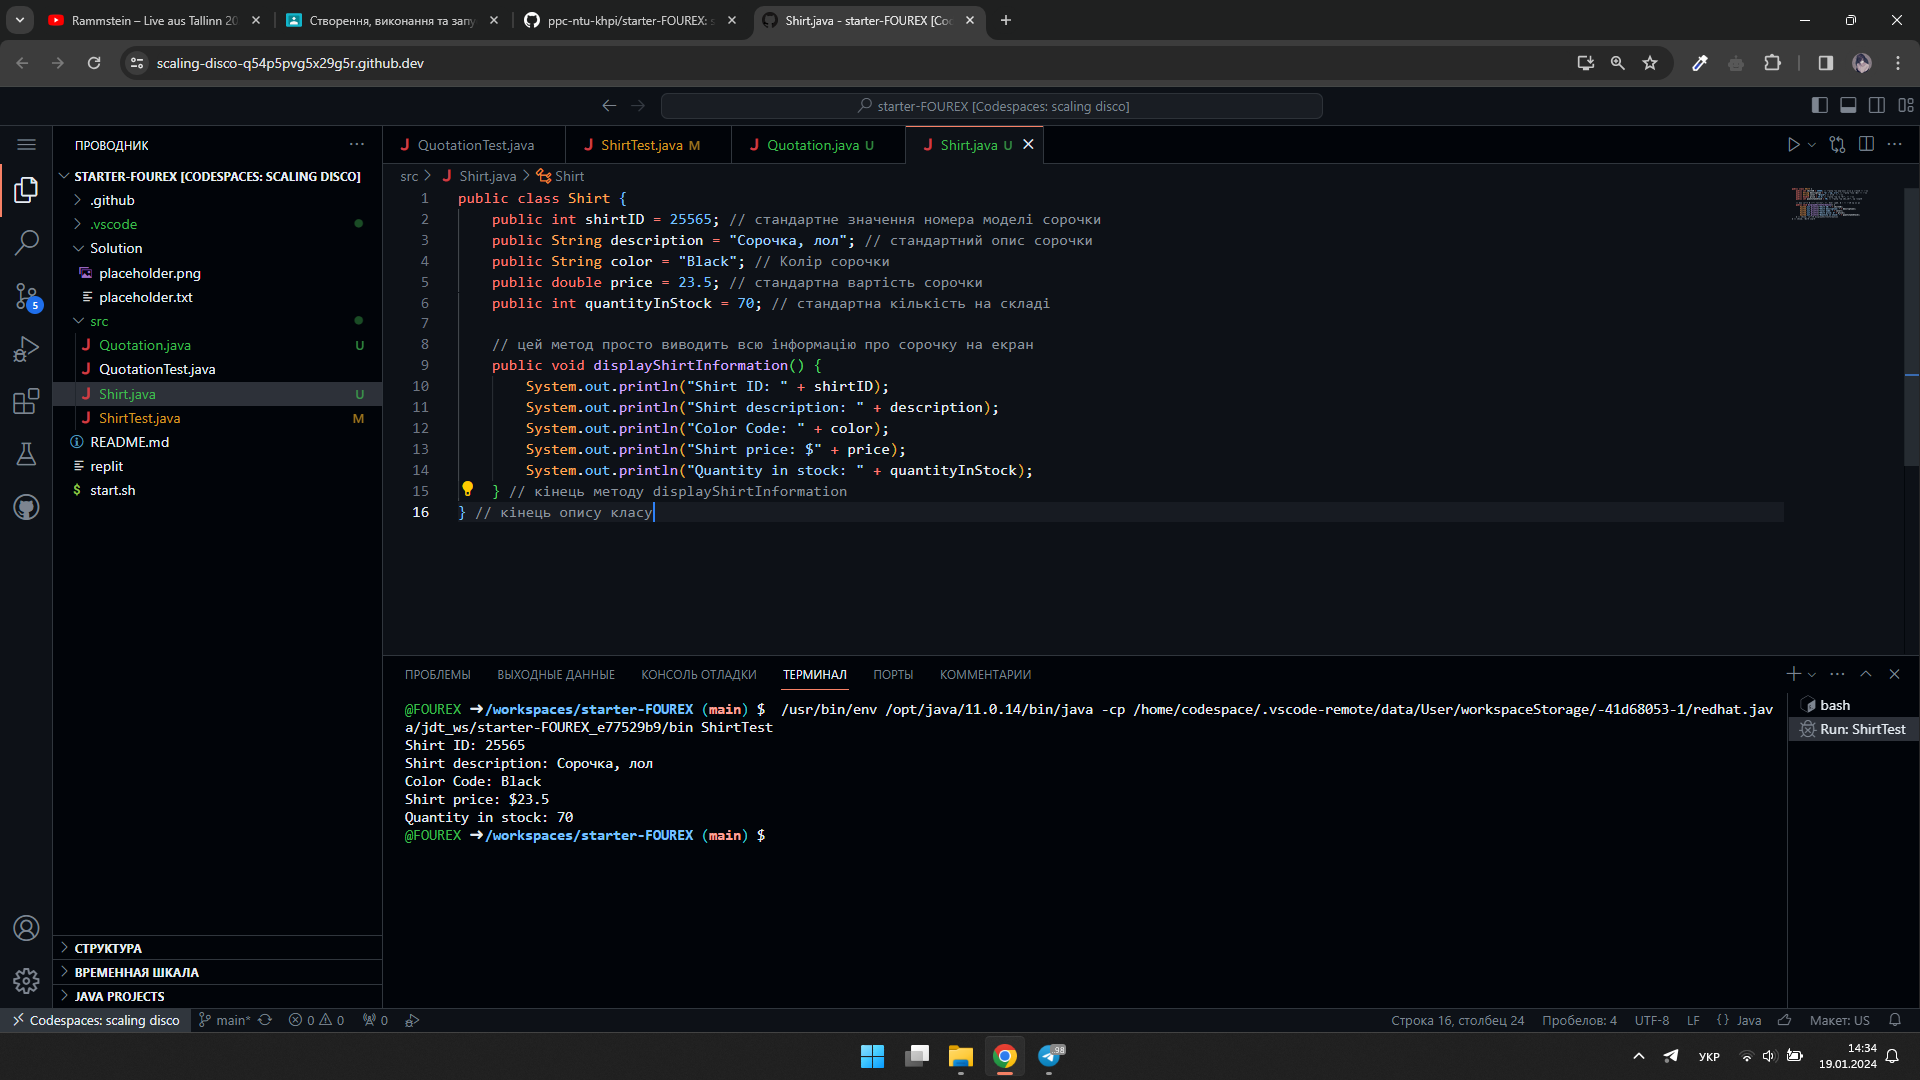 Rammstein – Live aus Tallinn 20
Створення, виконання та запу
ppc-ntu-khpi/starter-FOUREX: s
Shirt.java - starter-FOUREX [Co
scaling-disco-q54p5pvg5x29g5r.github.dev
starter-FOUREX [Codespaces: scaling disco]
ПРОВОДНИК
STARTER-FOUREX [CODESPACES: SCALING DISCO]
.github
.vscode
Solution
placeholder.png
placeholder.txt
src
Quotation.java U
QuotationTest.java
Shirt.java U
ShirtTest.java M
README.md
replit
start.sh
5
СТРУКТУРА
ВРЕМЕННАЯ ШКАЛА
JAVA PROJECTS
QuotationTest.java
ShirtTest.java M
Quotation.java U
Shirt.java U
src > Shirt.java > Shirt
1 public class Shirt {
2 public int shirtID = 25565; // стандартне значення номера моделі сорочки
3 public String description = "Сорочка, лол"; // стандартний опис сорочки
4 public String color = "Black"; // Колір сорочки
5 public double price = 23.5; // стандартна вартість сорочки
6 public int quantityInStock = 70; // стандартна кількість на складі
7
8 // цей метод просто виводить всю інформацію про сорочку на екран
9 public void displayShirtInformation() {
10 System.out.println("Shirt ID: " + shirtID);
11 System.out.println("Shirt description: " + description);
12 System.out.println("Color Code: " + color);
13 System.out.println("Shirt price: $" + price);
14 System.out.println("Quantity in stock: " + quantityInStock);
15 } // кінець методу displayShirtInformation
16 } // кінець опису класу
ПРОБЛЕМЫ
ВЫХОДНЫЕ ДАННЫЕ
КОНСОЛЬ ОТЛАДКИ
ТЕРМИНАЛ
ПОРТЫ
КОММЕНТАРИИ
@FOUREX ➜/workspaces/starter-FOUREX (main) $ /usr/bin/env /opt/java/11.0.14/bin/java -cp /home/codespace/.vscode-remote/data/User/workspaceStorage/-41d68053-1/redhat.jav
a/jdt_ws/starter-FOUREX_e77529b9/bin ShirtTest
Shirt ID: 25565
Shirt description: Сорочка, лол
Color Code: Black
Shirt price: $23.5
Quantity in stock: 70
@FOUREX ➜/workspaces/starter-FOUREX (main) $
bash
Run: ShirtTest
Codespaces: scaling disco
main*
0 0
0
Строка 16, столбец 24
Пробелов: 4
UTF-8
LF
{} Java
Макет: US
98
УКР
14:34
19.01.2024